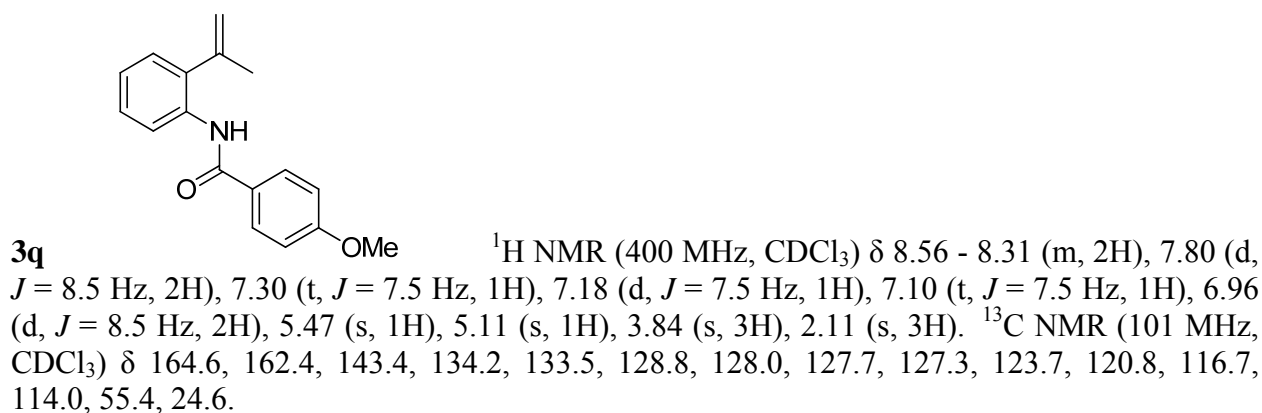 NH
O
OMe
3q ¹H NMR (400 MHz, CDCl₃) δ 8.56 - 8.31 (m, 2H), 7.80 (d,
J = 8.5 Hz, 2H), 7.30 (t, J = 7.5 Hz, 1H), 7.18 (d, J = 7.5 Hz, 1H), 7.10 (t, J = 7.5 Hz, 1H), 6.96
(d, J = 8.5 Hz, 2H), 5.47 (s, 1H), 5.11 (s, 1H), 3.84 (s, 3H), 2.11 (s, 3H). ¹³C NMR (101 MHz,
CDCl₃) δ 164.6, 162.4, 143.4, 134.2, 133.5, 128.8, 128.0, 127.7, 127.3, 123.7, 120.8, 116.7,
114.0, 55.4, 24.6.